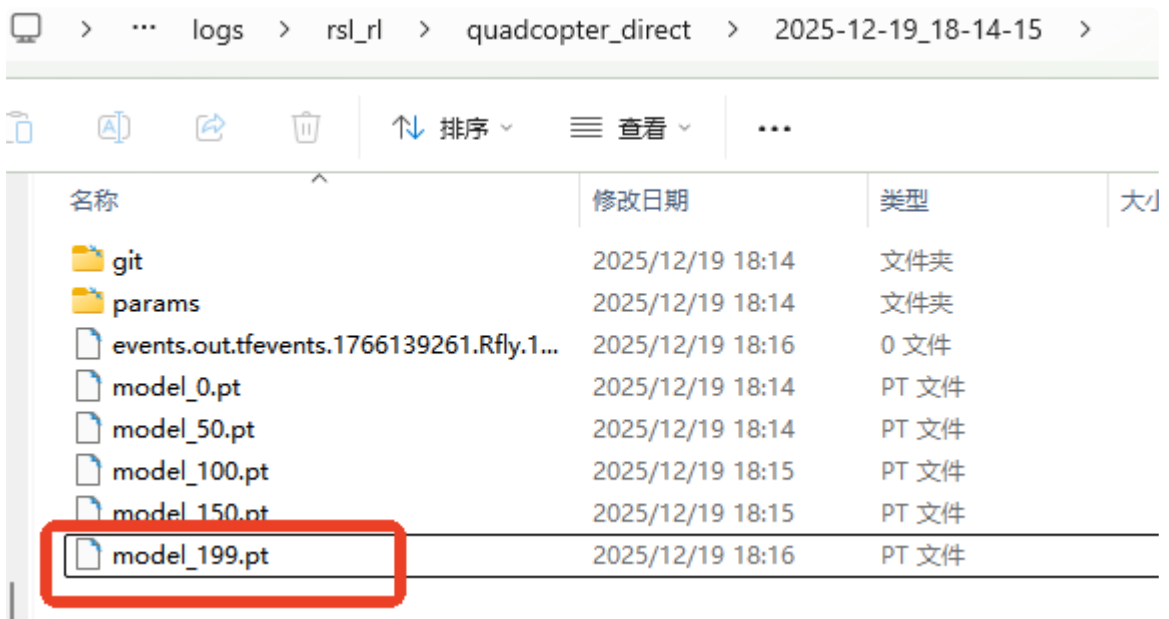 > ··· logs > rsl_rl > quadcopter_direct > 2025-12-19_18-14-15 >
排序 查看 ···
名称 修改日期 类型 大小
git 2025/12/19 18:14 文件夹
params 2025/12/19 18:14 文件夹
events.out.tfevents.1766139261.Rfly.1... 2025/12/19 18:16 0 文件
model_0.pt 2025/12/19 18:14 PT 文件
model_50.pt 2025/12/19 18:14 PT 文件
model_100.pt 2025/12/19 18:15 PT 文件
model_150.pt 2025/12/19 18:15 PT 文件
model_199.pt 2025/12/19 18:16 PT 文件